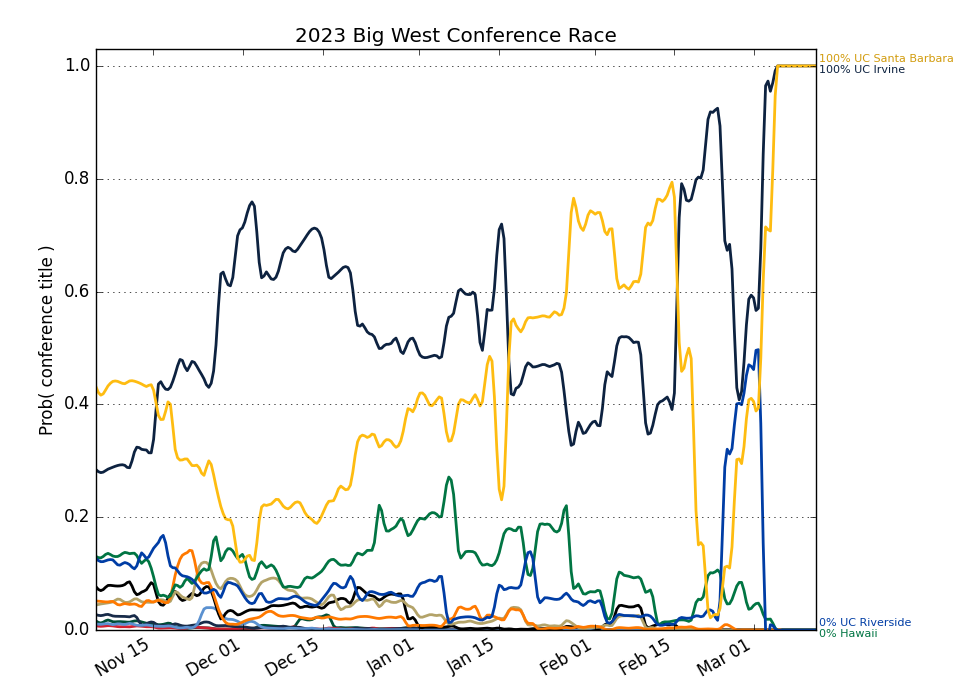 2023 Big West Conference Race
Prob( conference title )
1.0
0.8
0.6
0.4
0.2
0.0
Nov 15
Dec 01
Dec 15
Jan 01
Jan 15
Feb 01
Feb 15
Mar 01
100% UC Santa Barbara
100% UC Irvine
0% UC Riverside
0% Hawaii